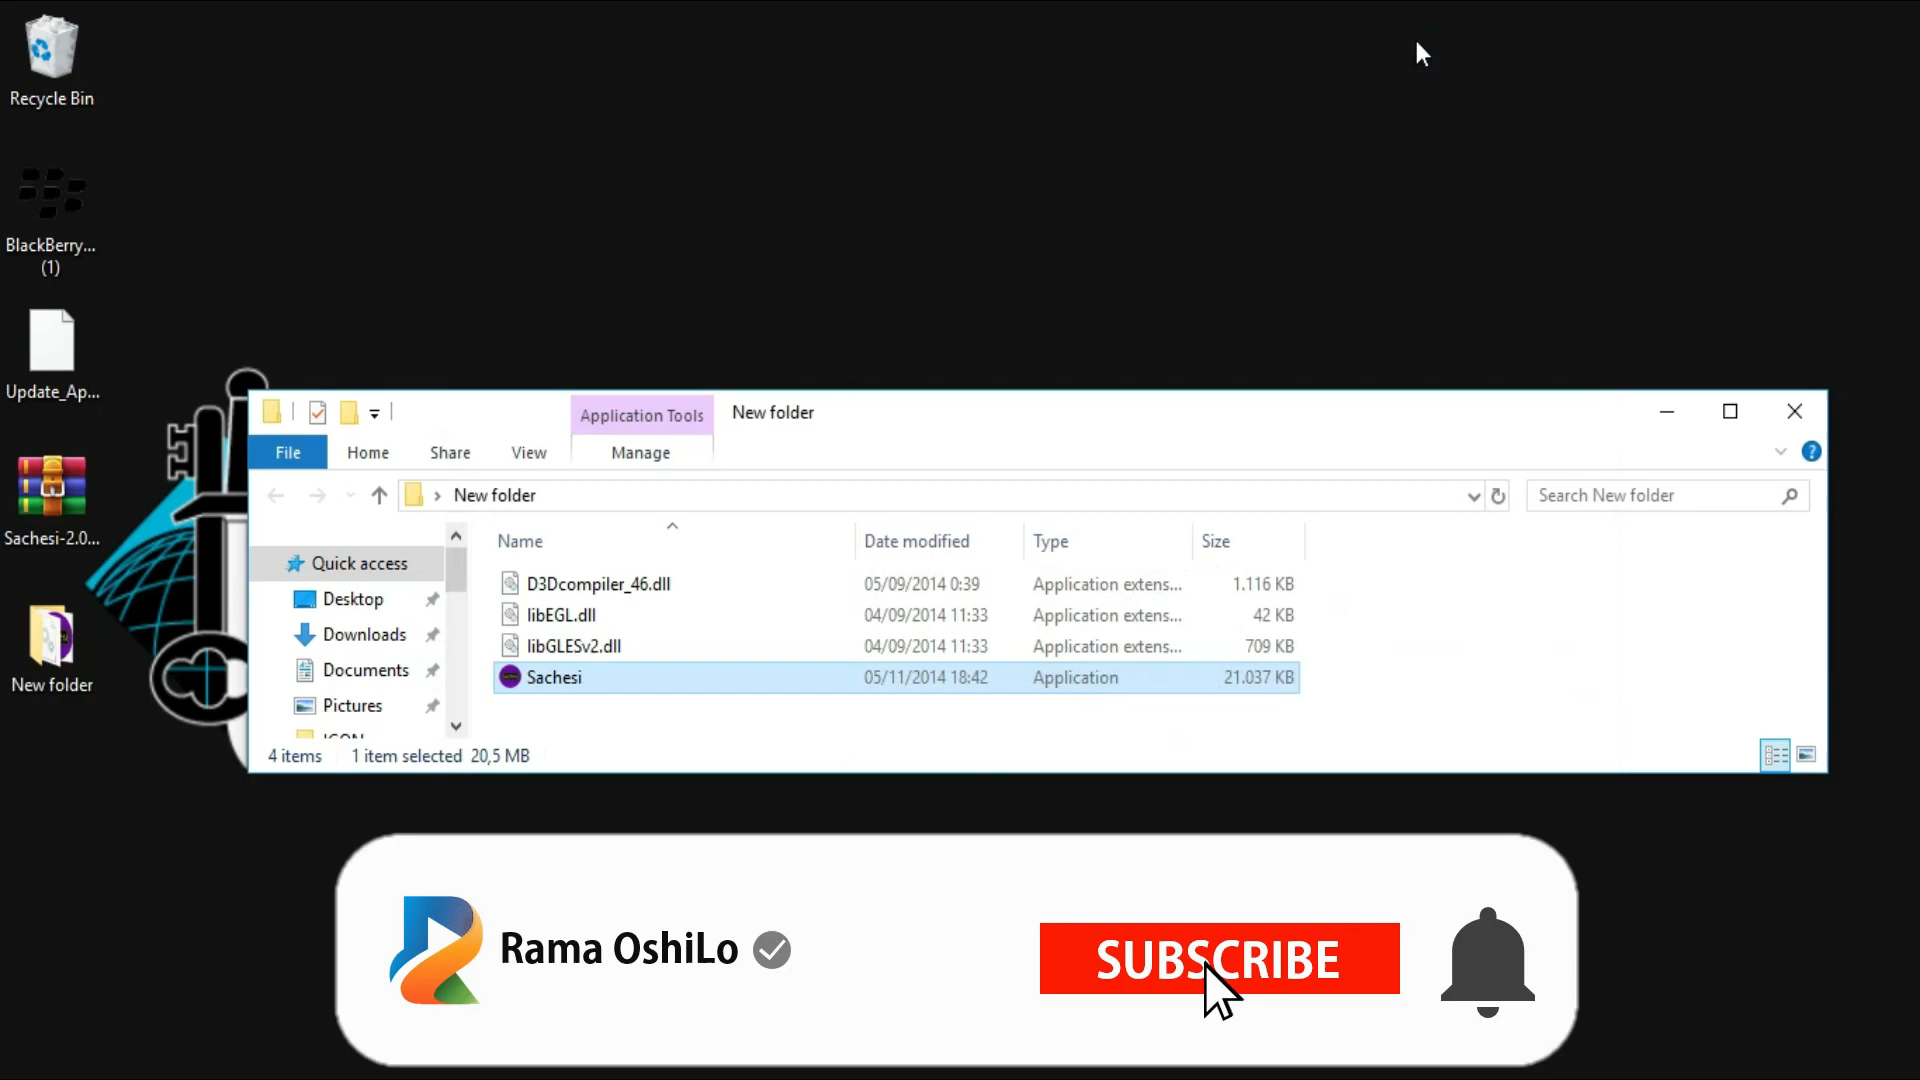 Recycle Bin
BlackBerry...
(1)
Update_Ap...
Sachesi-2.0...
New folder
Application Tools
New folder
File
Home
Share
View
Manage
?
New folder
Search New folder
Name
Date modified
Type
Size
Quick access
Desktop
Downloads
Documents
Pictures
D3Dcompiler_46.dll 05/09/2014 0:39 Application extens... 1.116 KB
libEGL.dll 04/09/2014 11:33 Application extens... 42 KB
libGLESv2.dll 04/09/2014 11:33 Application extens... 709 KB
Sachesi 05/11/2014 18:42 Application 21.037 KB
4 items 1 item selected 20,5 MB
Rama OshiLo
SUBSCRIBE